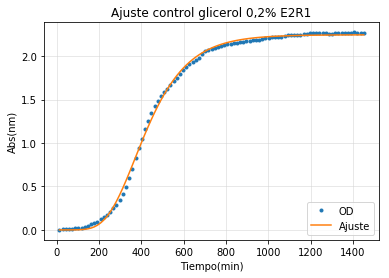 Ajuste control glicerol 0,2% E2R1
Abs(nm)
2.0
1.5
1.0
0.5
0.0
OD
Ajuste
0 200 400 600 800 1000 1200 1400
Tiempo(min)